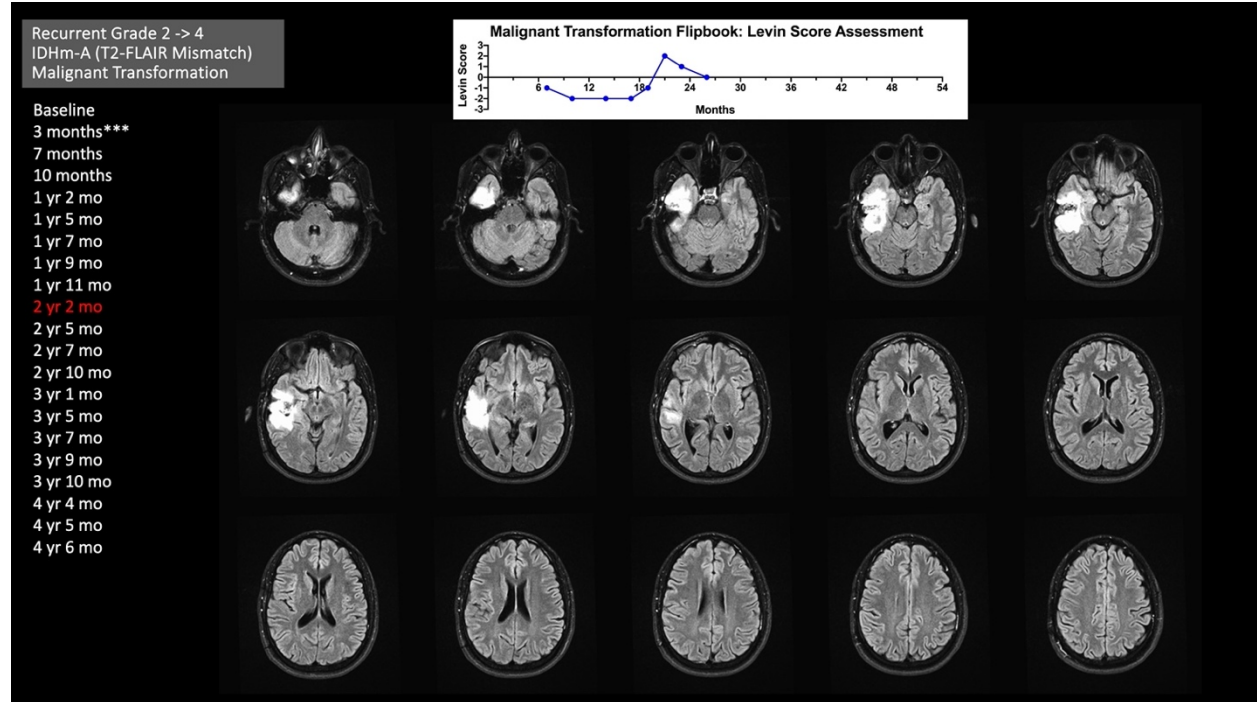 Recurrent Grade 2 -> 4
IDHm-A (T2-FLAIR Mismatch)
Malignant Transformation
Malignant Transformation Flipbook: Levin Score Assessment
Levin Score
3
2
1
0
-1
-2
-3
6 12 18 24 30 36 42 48 54
Months
Baseline
3 months***
7 months
10 months
1 yr 2 mo
1 yr 5 mo
1 yr 7 mo
1 yr 9 mo
1 yr 11 mo
2 yr 2 mo
2 yr 5 mo
2 yr 7 mo
2 yr 10 mo
3 yr 1 mo
3 yr 5 mo
3 yr 7 mo
3 yr 9 mo
3 yr 10 mo
4 yr 4 mo
4 yr 5 mo
4 yr 6 mo